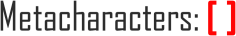 Metacharacters: [ ]